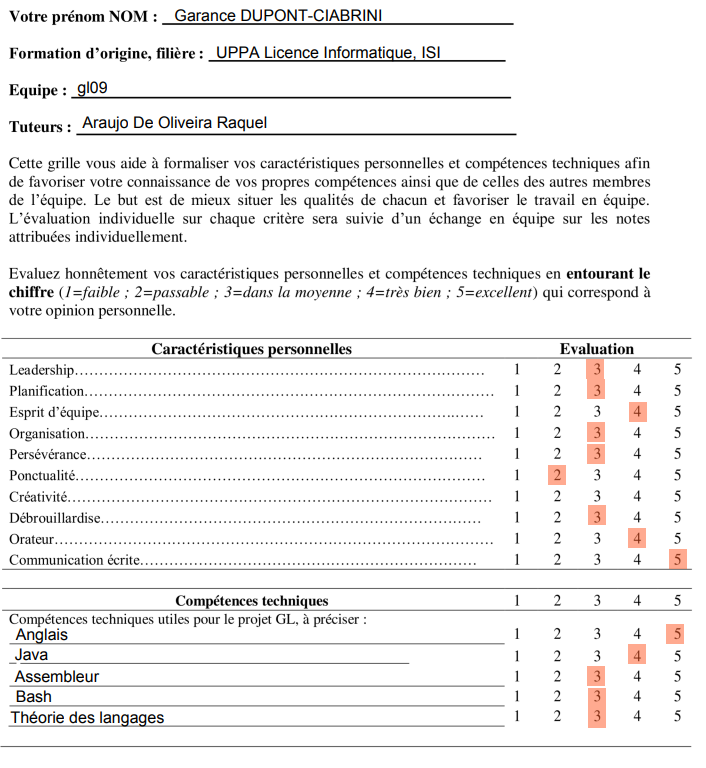 Votre prénom NOM : Garance DUPONT-CIABRINI
Formation d'origine, filière : UPPA Licence Informatique, ISI
Equipe : gl09
Tuteurs : Araujo De Oliveira Raquel
Cette grille vous aide à formaliser vos caractéristiques personnelles et compétences techniques afin
de favoriser votre connaissance de vos propres compétences ainsi que de celles des autres membres
de l'équipe. Le but est de mieux situer les qualités de chacun et favoriser le travail en équipe.
L'évaluation individuelle sur chaque critère sera suivie d'un échange en équipe sur les notes
attribuées individuellement.
Evaluez honnêtement vos caractéristiques personnelles et compétences techniques en entourant le
chiffre (1=faible ; 2=passable ; 3=dans la moyenne ; 4=très bien ; 5=excellent) qui correspond à
votre opinion personnelle.
Caractéristiques personnelles Evaluation
Leadership…………………………………………………………………………… 1 2 3 4 5
Planification………………………………………………………………………… 1 2 3 4 5
Esprit d'équipe……………………………………………………………………… 1 2 3 4 5
Organisation………………………………………………………………………… 1 2 3 4 5
Persévérance………………………………………………………………………… 1 2 3 4 5
Ponctualité…………………………………………………………………………… 1 2 3 4 5
Créativité…………………………………………………………………………… 1 2 3 4 5
Débrouillardise……………………………………………………………………… 1 2 3 4 5
Orateur……………………………………………………………………………… 1 2 3 4 5
Communication écrite……………………………………………………………… 1 2 3 4 5
Compétences techniques 1 2 3 4 5
Compétences techniques utiles pour le projet GL, à préciser :
Anglais 1 2 3 4 5
Java 1 2 3 4 5
Assembleur 1 2 3 4 5
Bash 1 2 3 4 5
Théorie des langages 1 2 3 4 5